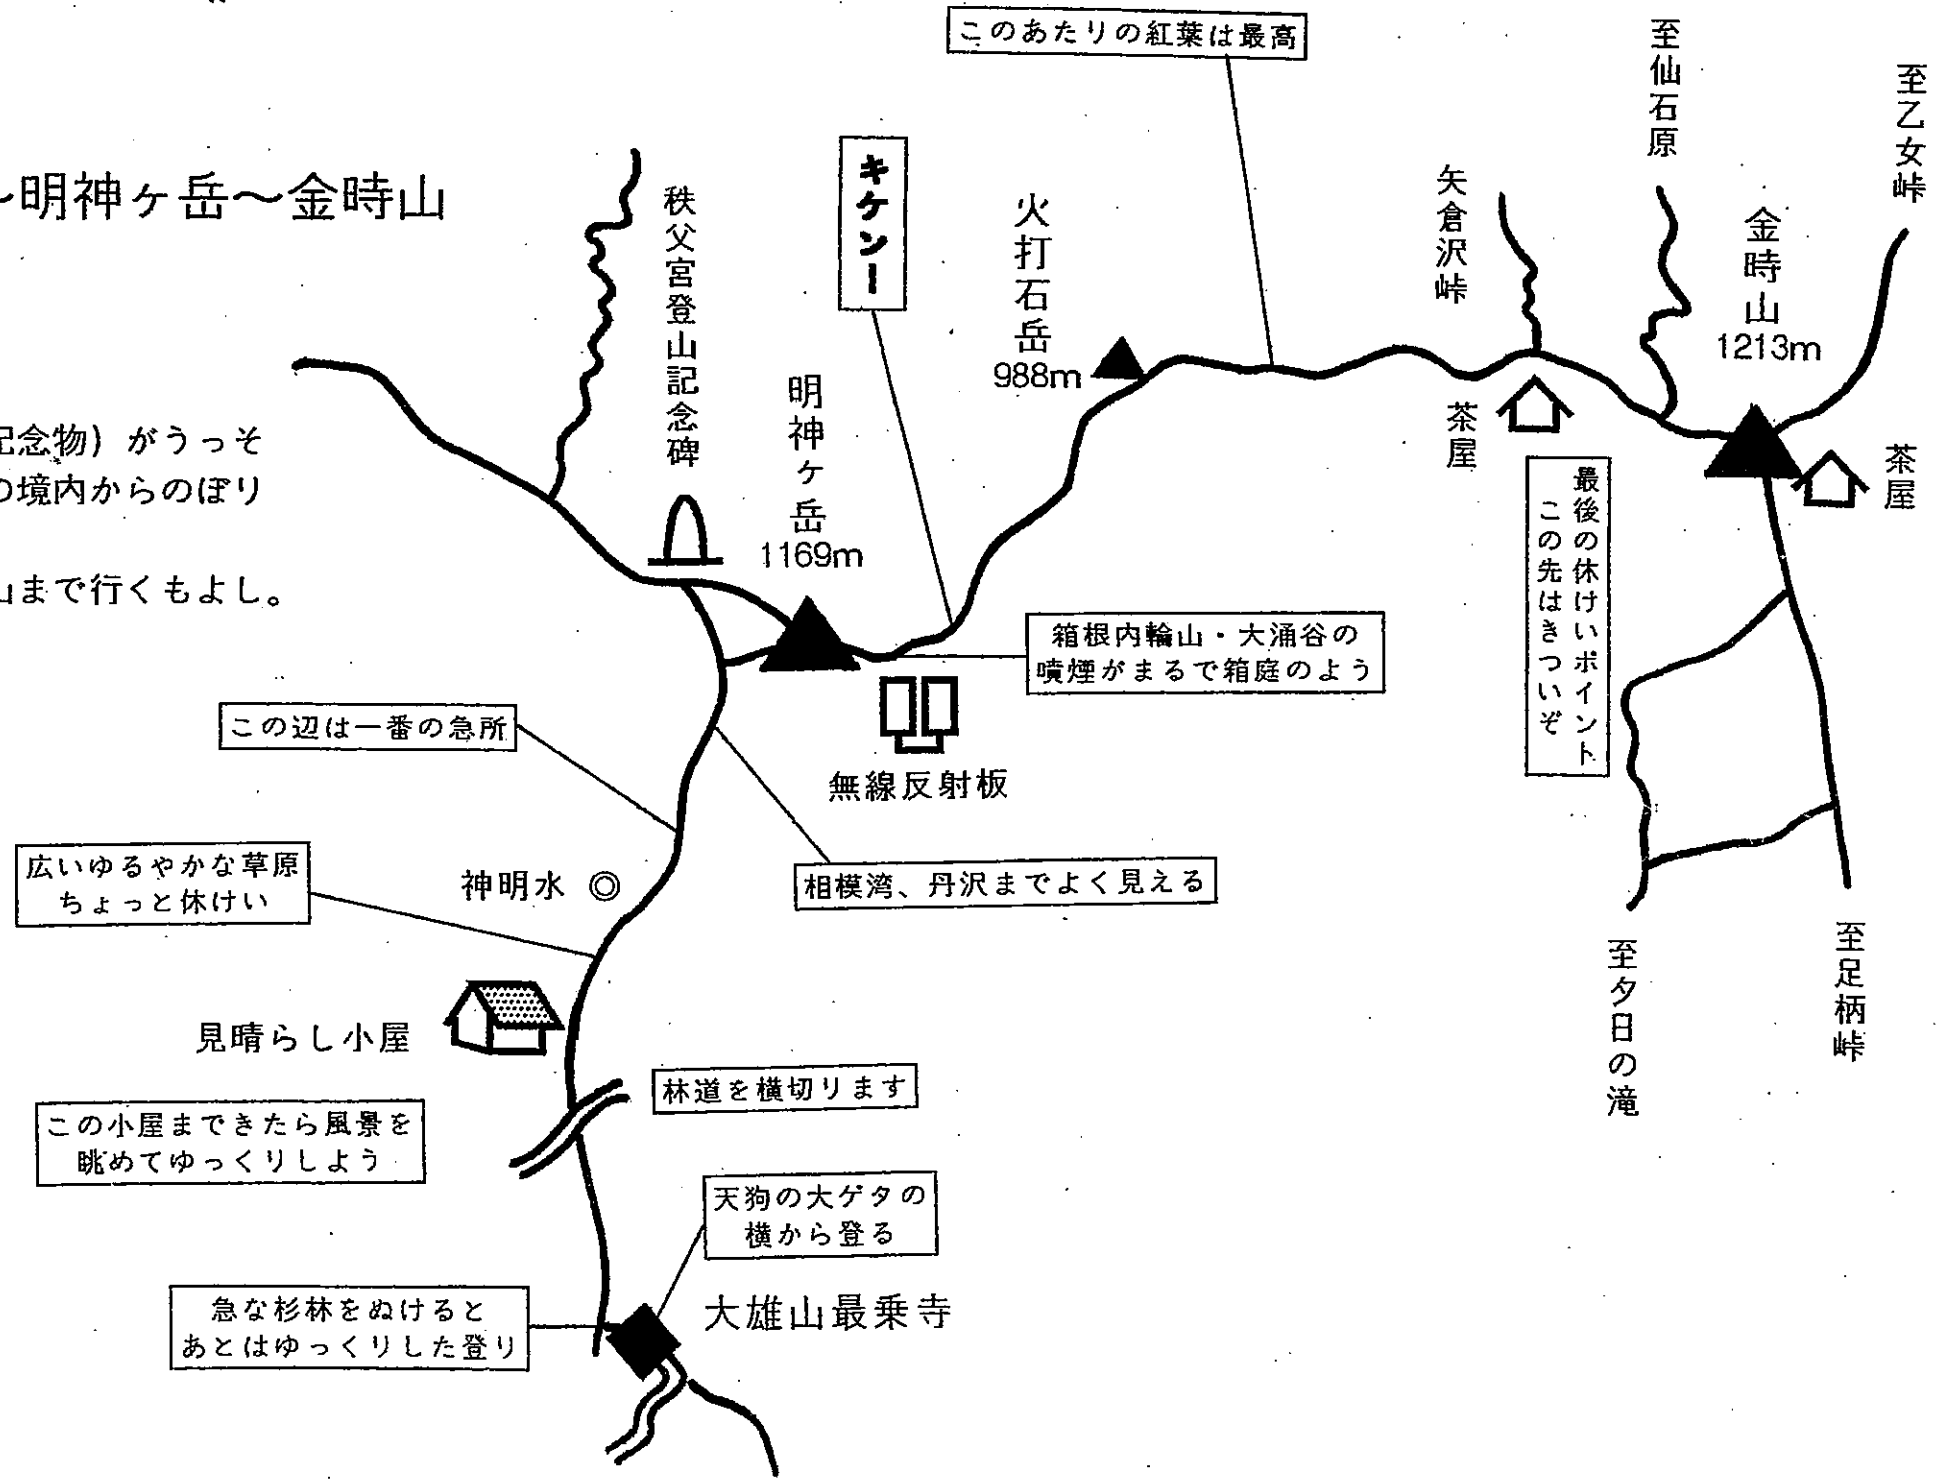 このあたりの紅葉は最高
至仙石原
至乙女峠
〜明神ヶ岳〜金時山
キケンー
秩父宮登山記念碑
火打石岳
988m
矢倉沢峠
金時山
1213m
明神ヶ岳
1169m
茶屋
茶屋
記念物）がうっそ
の境内からのぼり
山まで行くもよし。
最後の休けいポイント
この先はきついぞ
箱根内輪山・大涌谷の
噴煙がまるで箱庭のよう
この辺は一番の急所
無線反射板
広いゆるやかな草原
ちょっと休けい
神明水
相模湾、丹沢までよく見える
至夕日の滝
至足柄峠
見晴らし小屋
林道を横切ります
この小屋まできたら風景を
眺めてゆっくりしよう
天狗の大ゲタの
横から登る
急な杉林をぬけると
あとはゆっくりした登り
大雄山最乗寺